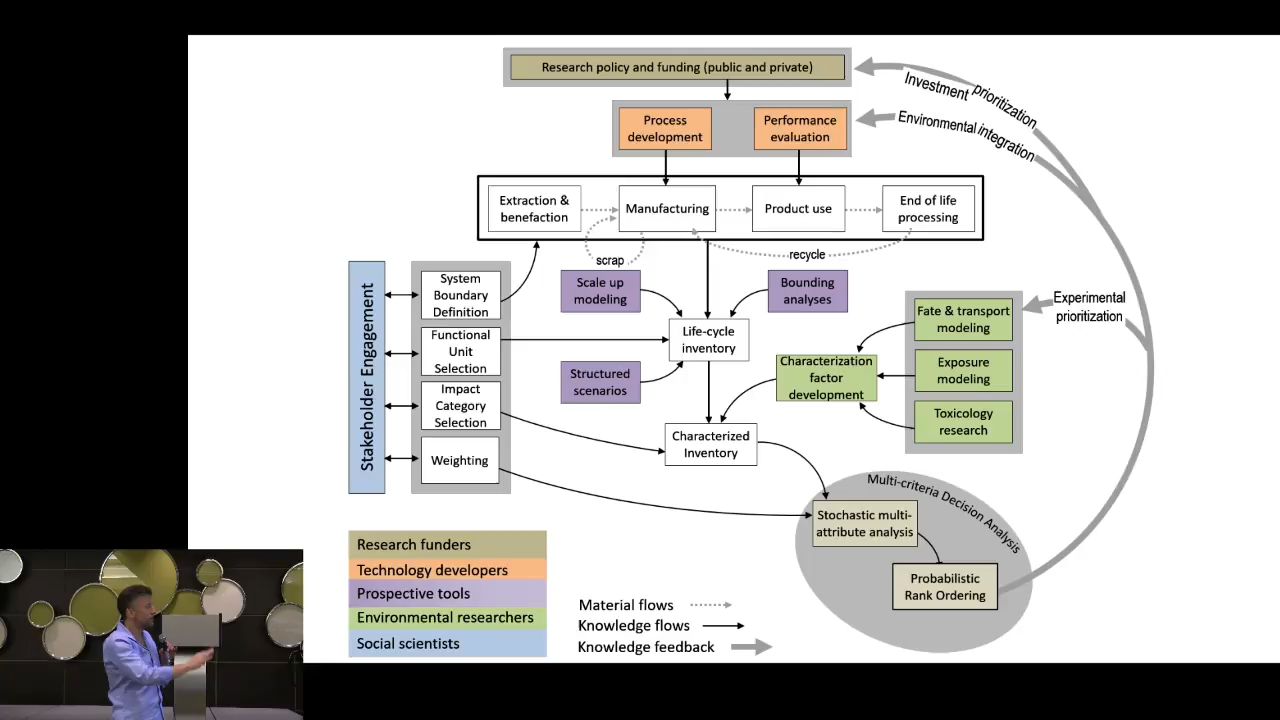 Research policy and funding (public and private)
Investment prioritization
Process
development
Performance
evaluation
Environmental integration
Extraction &
benefaction
Manufacturing
Product use
End of life
processing
scrap
recycle
Stakeholder Engagement
System
Boundary
Definition
Scale up
modeling
Bounding
analyses
Fate & transport
modeling
Experimental
prioritization
Functional
Unit
Selection
Life-cycle
inventory
Structured
scenarios
Characterization
factor
development
Exposure
modeling
Impact
Category
Selection
Toxicology
research
Characterized
Inventory
Weighting
Multi-criteria Decision Analysis
Stochastic multi-
attribute analysis
Probabilistic
Rank Ordering
Research funders
Technology developers
Prospective tools
Environmental researchers
Social scientists
Material flows
Knowledge flows
Knowledge feedback